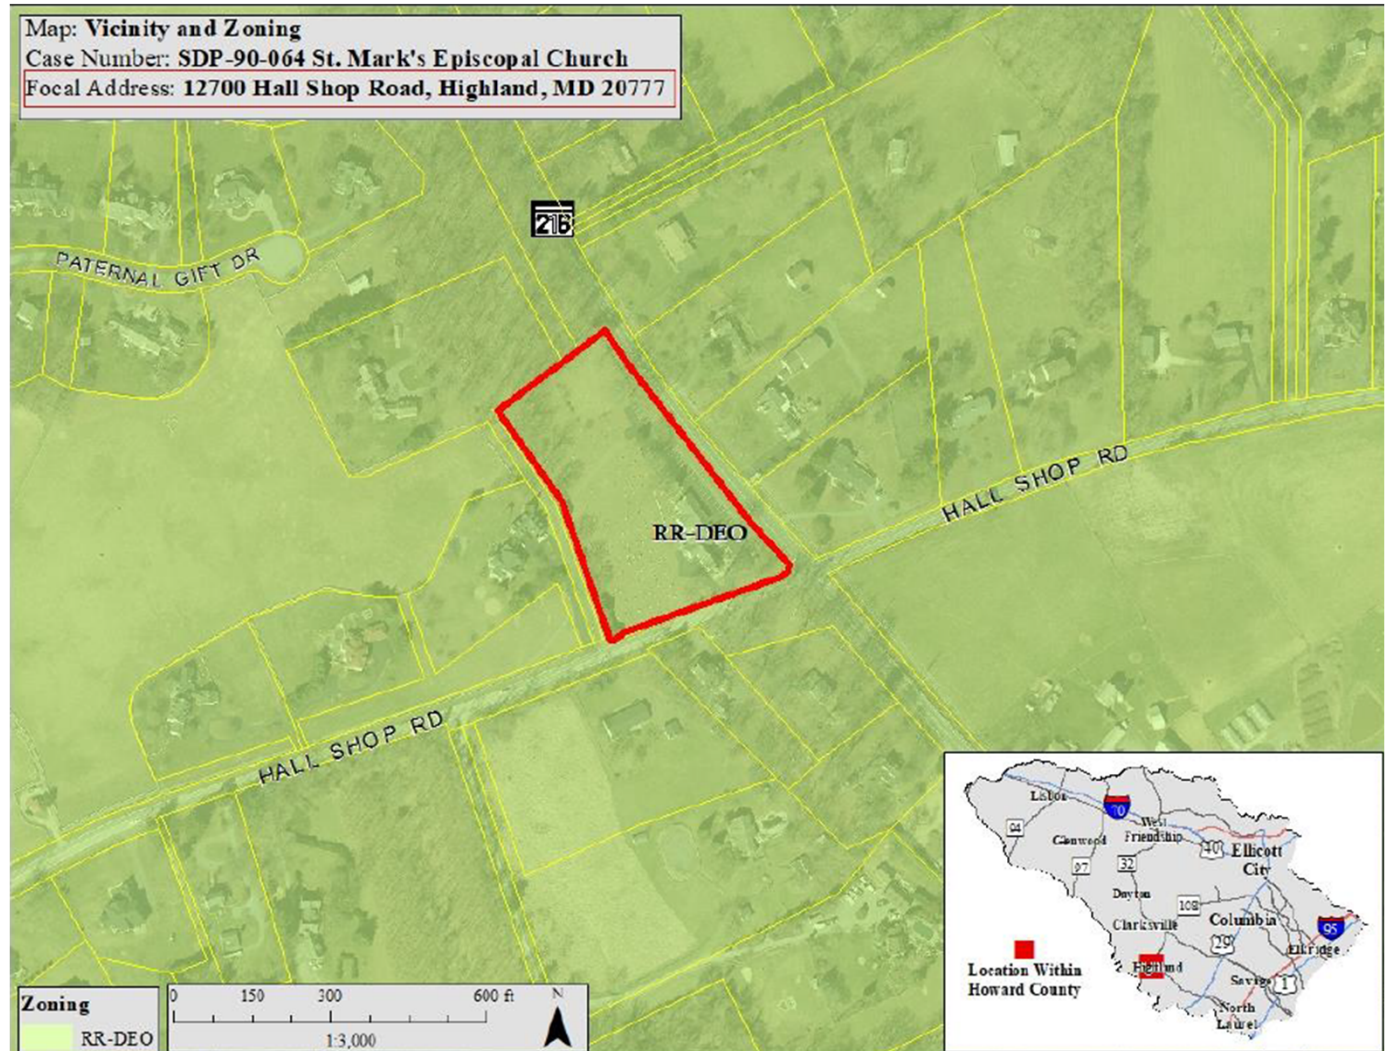 Map: Vicinity and Zoning
Case Number: SDP-90-064 St. Mark's Episcopal Church
Focal Address: 12700 Hall Shop Road, Highland, MD 20777
216
PATERNAL GIFT DR
HALL SHOP RD
RR-DEO
HALL SHOP RD
Zoning
RR-DEO
0 150 300 600 ft
1:3,000
N
Lisbon
70
94
West
Friendship
Glenwood
40
Ellicott
City
97
32
Dayton
108
Clarksville
Columbia
29
95
Elkridge
Highland
Location Within
Howard County
Savage
1
North
Laurel